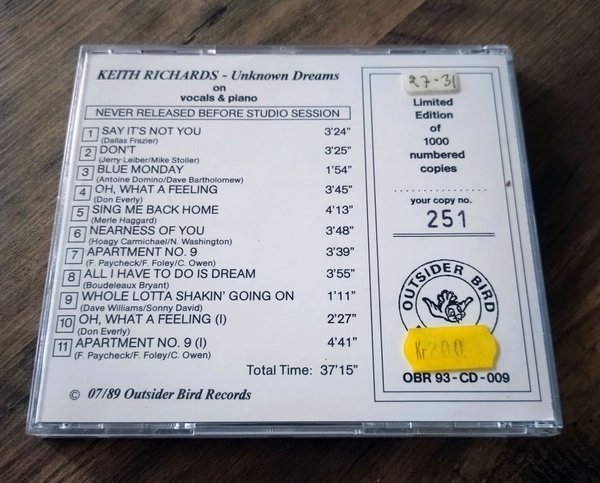 KEITH RICHARDS - Unknown Dreams
on
vocals & piano
NEVER RELEASED BEFORE STUDIO SESSION
1 SAY IT'S NOT YOU 3'24"
(Dallas Frazier)
2 DON'T 3'25"
(Jerry Leiber/Mike Stoller)
3 BLUE MONDAY 1'54"
(Antoine Domino/Dave Bartholomew)
4 OH, WHAT A FEELING 3'45"
(Don Everly)
5 SING ME BACK HOME 4'13"
(Merle Haggard)
6 NEARNESS OF YOU 3'48"
(Hoagy Carmichael/N. Washington)
7 APARTMENT NO. 9 3'39"
(F. Paycheck/F. Foley/C. Owen)
8 ALL I HAVE TO DO IS DREAM 3'55"
(Boudeleaux Bryant)
9 WHOLE LOTTA SHAKIN' GOING ON 1'11"
(Dave Williams/Sonny David)
10 OH, WHAT A FEELING (I) 2'27"
(Don Everly)
11 APARTMENT NO. 9 (I) 4'41"
(F. Paycheck/F. Foley/C. Owen)
Total Time: 37'15"
© 07/89 Outsider Bird Records
27-31
Limited
Edition
of
1000
numbered
copies
your copy no.
251
OUTSIDER BIRD
Kr 200.
OBR 93-CD-009